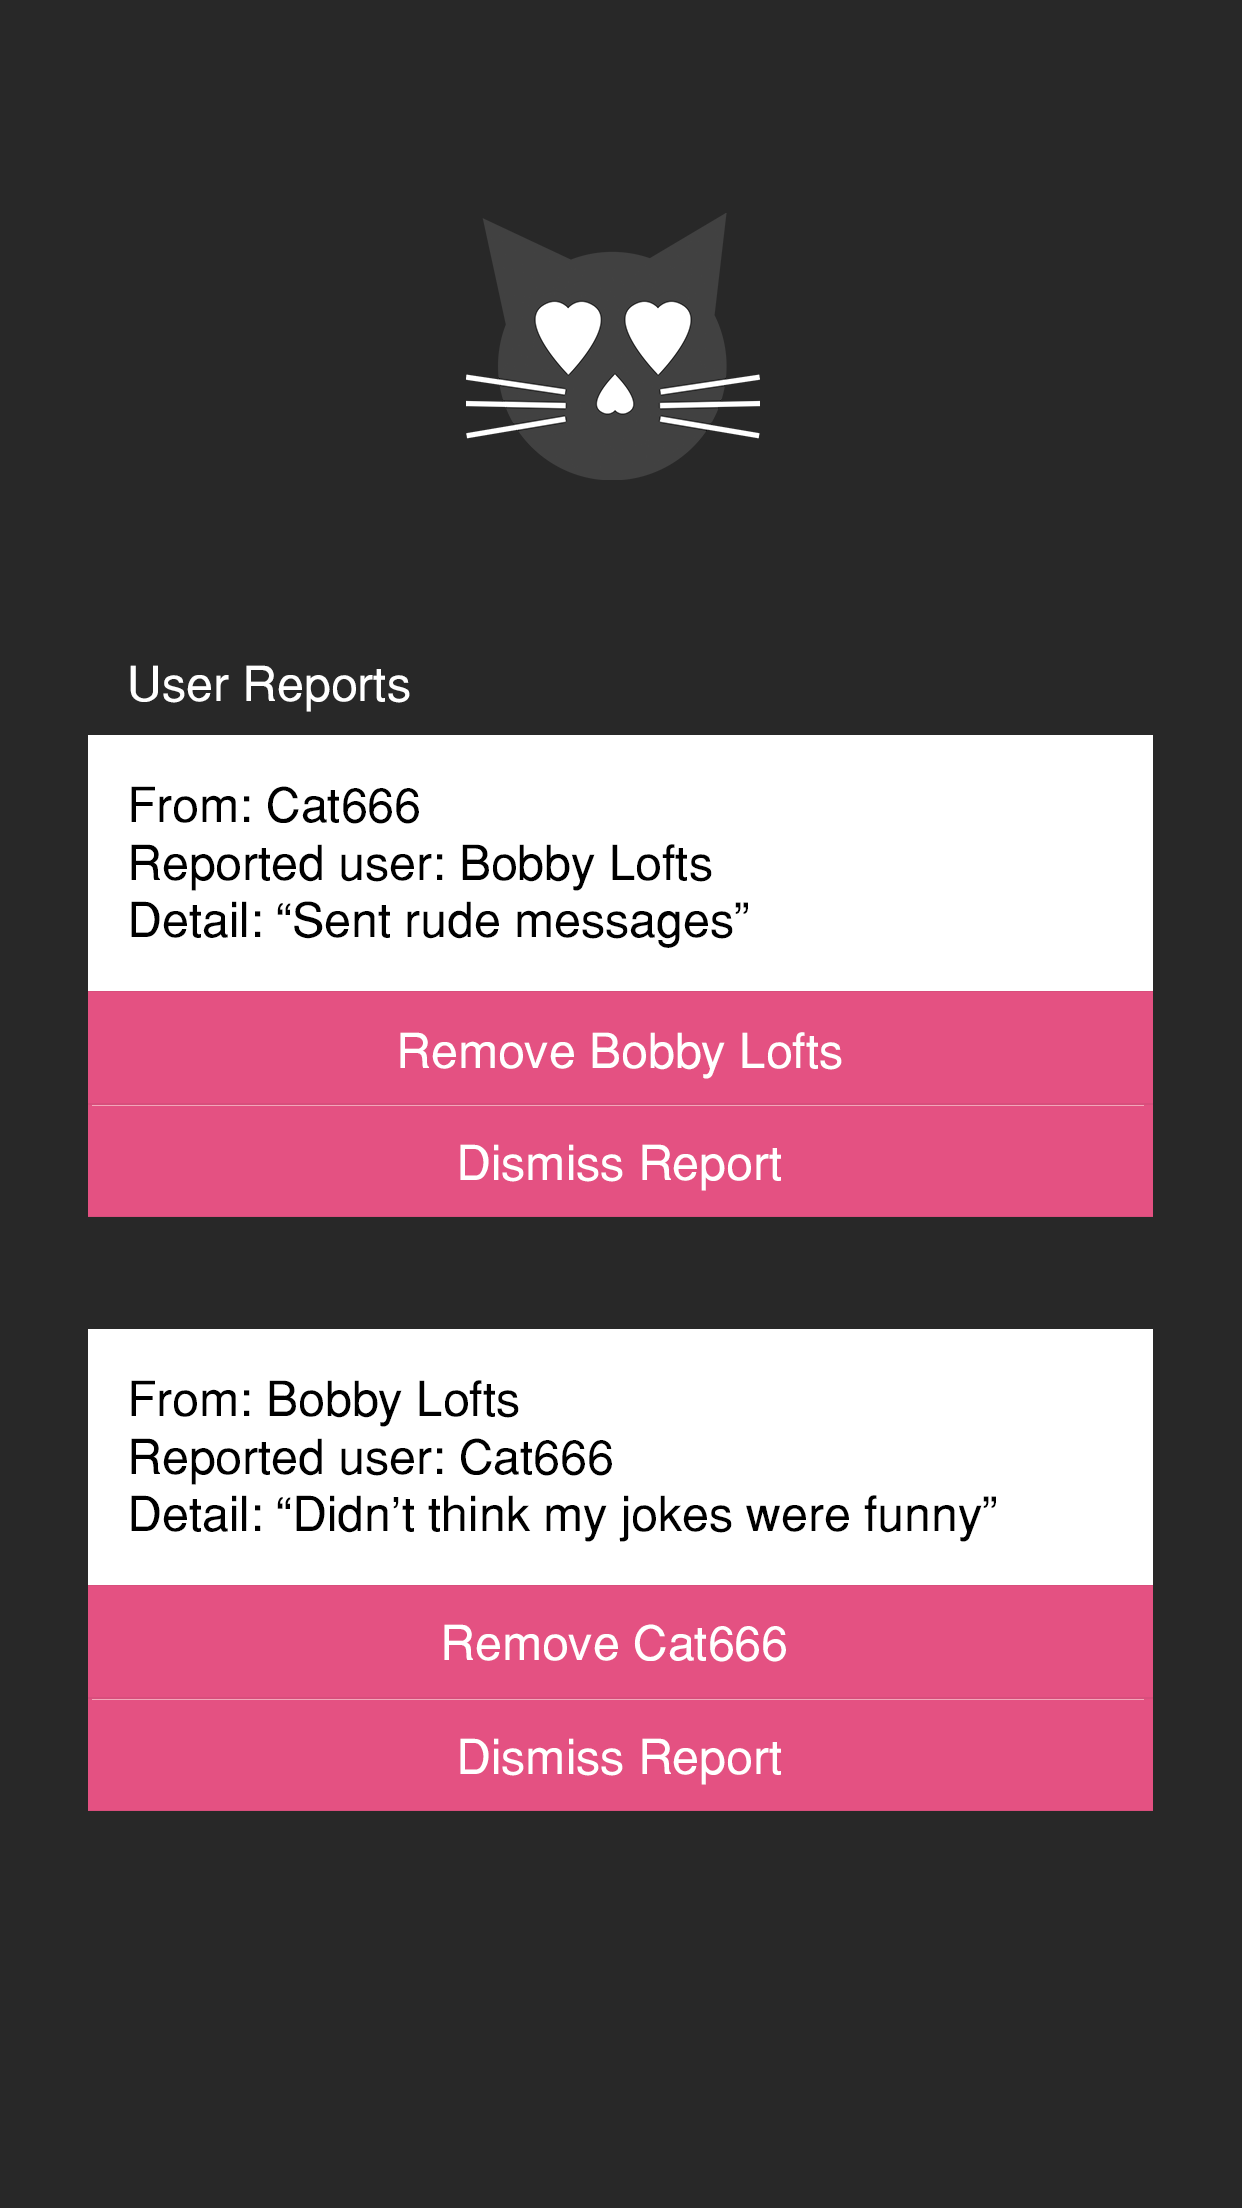 User Reports
From: Cat666
Reported user: Bobby Lofts
Detail: “Sent rude messages”
Remove Bobby Lofts
Dismiss Report
From: Bobby Lofts
Reported user: Cat666
Detail: “Didn’t think my jokes were funny”
Remove Cat666
Dismiss Report